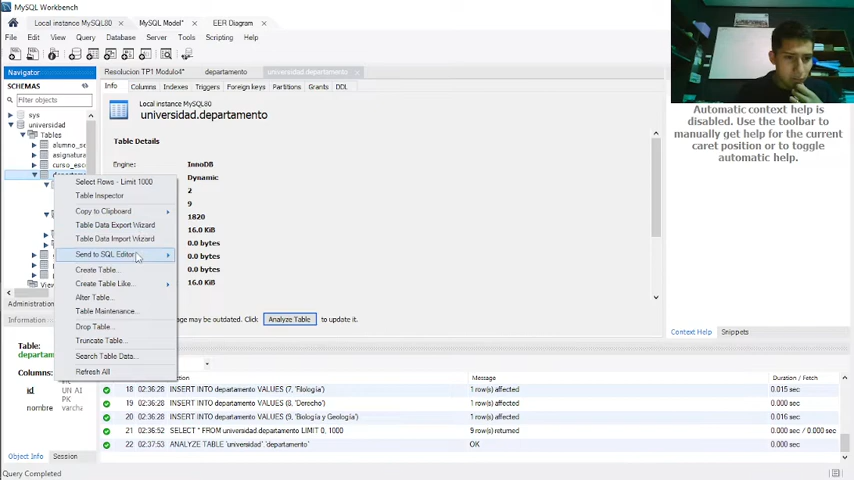 MySQL Workbench
Local instance MySQL80
MySQL Model*
EER Diagram
File Edit View Query Database Server Tools Scripting Help
Navigator
SCHEMAS
Filter objects
sys
universidad
Tables
alumno_se
asignatura
curso_esco
departame
Administration
Information
Table:
departam
Columns:
id
nombre varcha
Object Info Session
Query Completed
Select Rows - Limit 1000
Table Inspector
Copy to Clipboard
Table Data Export Wizard
Table Data Import Wizard
Send to SQL Editor
Create Table...
Create Table Like...
Alter Table...
Table Maintenance...
Drop Table...
Truncate Table...
Search Table Data...
Refresh All
Resolucion TP1 Modulo4*
departamento
universidad.departamento
Info Columns Indexes Triggers Foreign keys Partitions Grants DDL
Local instance MySQL80
universidad.departamento
Table Details
Engine: InnoDB
Dynamic
2
9
1820
16.0 KiB
0.0 bytes
0.0 bytes
0.0 bytes
16.0 KiB
age may be outdated. Click Analyze Table to update it.
Automatic context help is
disabled. Use the toolbar to
manually get help for the current
caret position or to toggle
automatic help.
Context Help Snippets
Action Message Duration / Fetch
18 02:36:28 INSERT INTO departamento VALUES (7, 'Filología') 1 row(s) affected 0.015 sec
19 02:36:28 INSERT INTO departamento VALUES (8, 'Derecho') 1 row(s) affected 0.000 sec
20 02:36:28 INSERT INTO departamento VALUES (9, 'Biología y Geología') 1 row(s) affected 0.016 sec
21 02:36:52 SELECT * FROM universidad.departamento LIMIT 0, 1000 9 row(s) returned 0.000 sec / 0.000 sec
22 02:37:53 ANALYZE TABLE `universidad`.`departamento` OK 0.000 sec